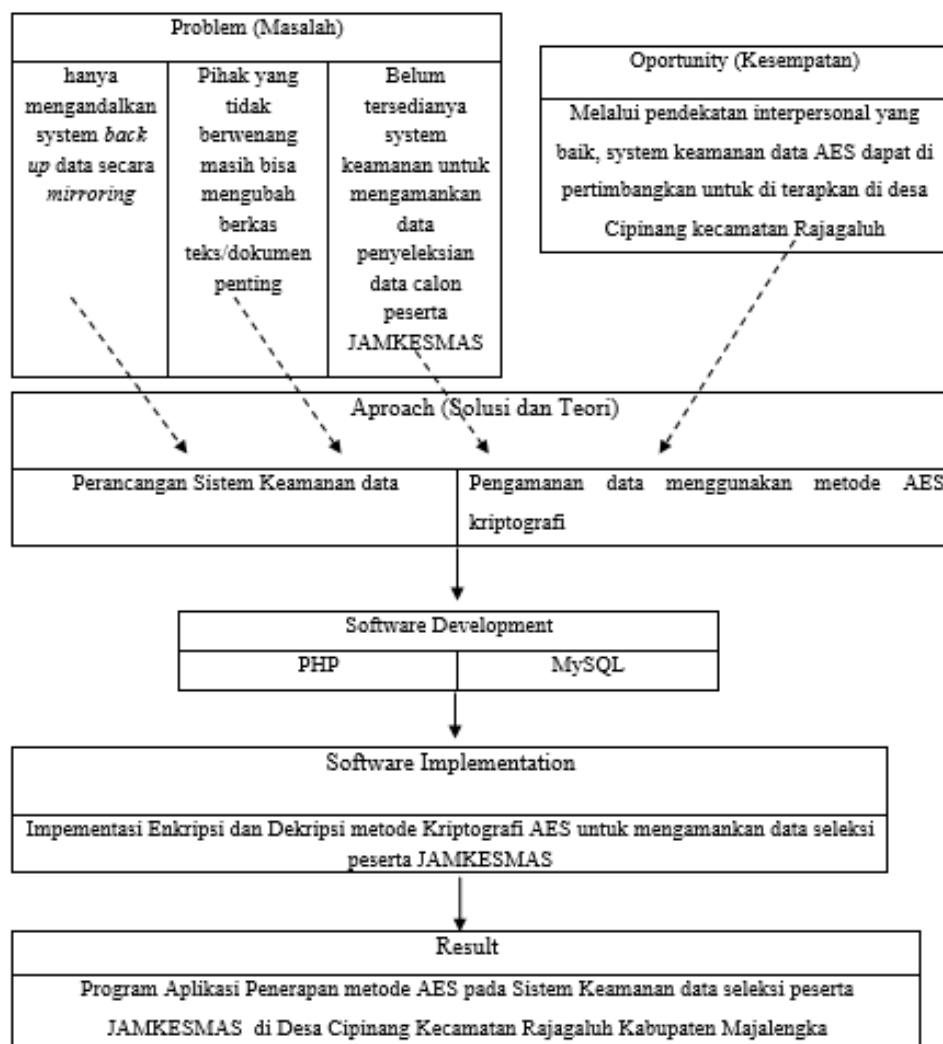 Problem (Masalah)
hanya
mengandalkan
system back
up data secara
mirroring
Pihak yang
tidak
berwenang
masih bisa
mengubah
berkas
teks/dokumen
penting
Belum
tersedianya
system
keamanan untuk
mengamankan
data
penyeleksian
data calon
peserta
JAMKESMAS
Oportunity (Kesempatan)
Melalui pendekatan interpersonal yang
baik, system keamanan data AES dapat di
pertimbangkan untuk di terapkan di desa
Cipinang kecamatan Rajagaluh
Aproach (Solusi dan Teori)
Perancangan Sistem Keamanan data
Pengamanan data menggunakan metode AES
kriptografi
Software Development
PHP
MySQL
Software Implementation
Impementasi Enkripsi dan Dekripsi metode Kriptografi AES untuk mengamankan data seleksi
peserta JAMKESMAS
Result
Program Aplikasi Penerapan metode AES pada Sistem Keamanan data seleksi peserta
JAMKESMAS di Desa Cipinang Kecamatan Rajagaluh Kabupaten Majalengka